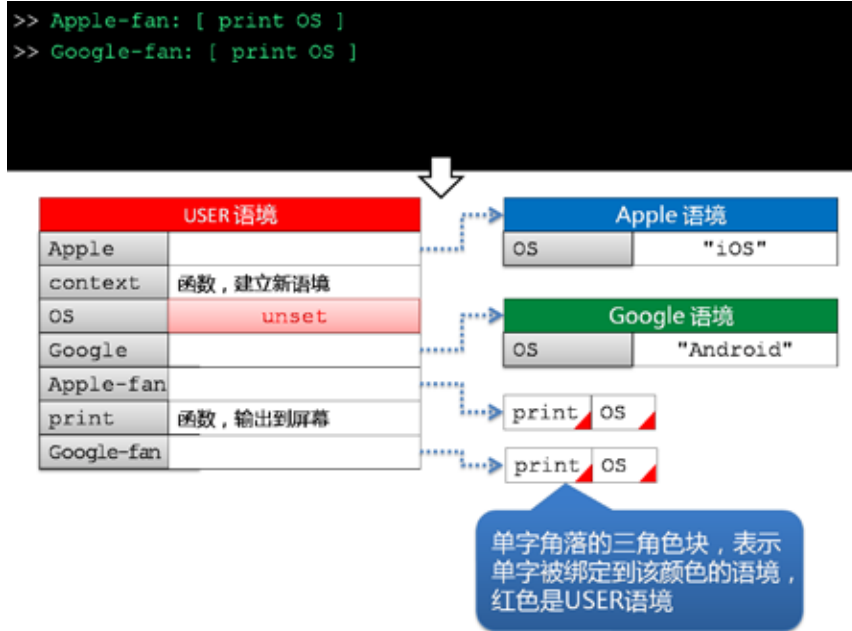 >> Apple-fan: [ print OS ]
>> Google-fan: [ print OS ]
USER 语境
Apple
context 函数，建立新语境
OS unset
Google
Apple-fan
print 函数，输出到屏幕
Google-fan
Apple 语境
OS "iOS"
Google 语境
OS "Android"
print OS
print OS
单字角落的三角色块，表示
单字被绑定到该颜色的语境，
红色是USER语境